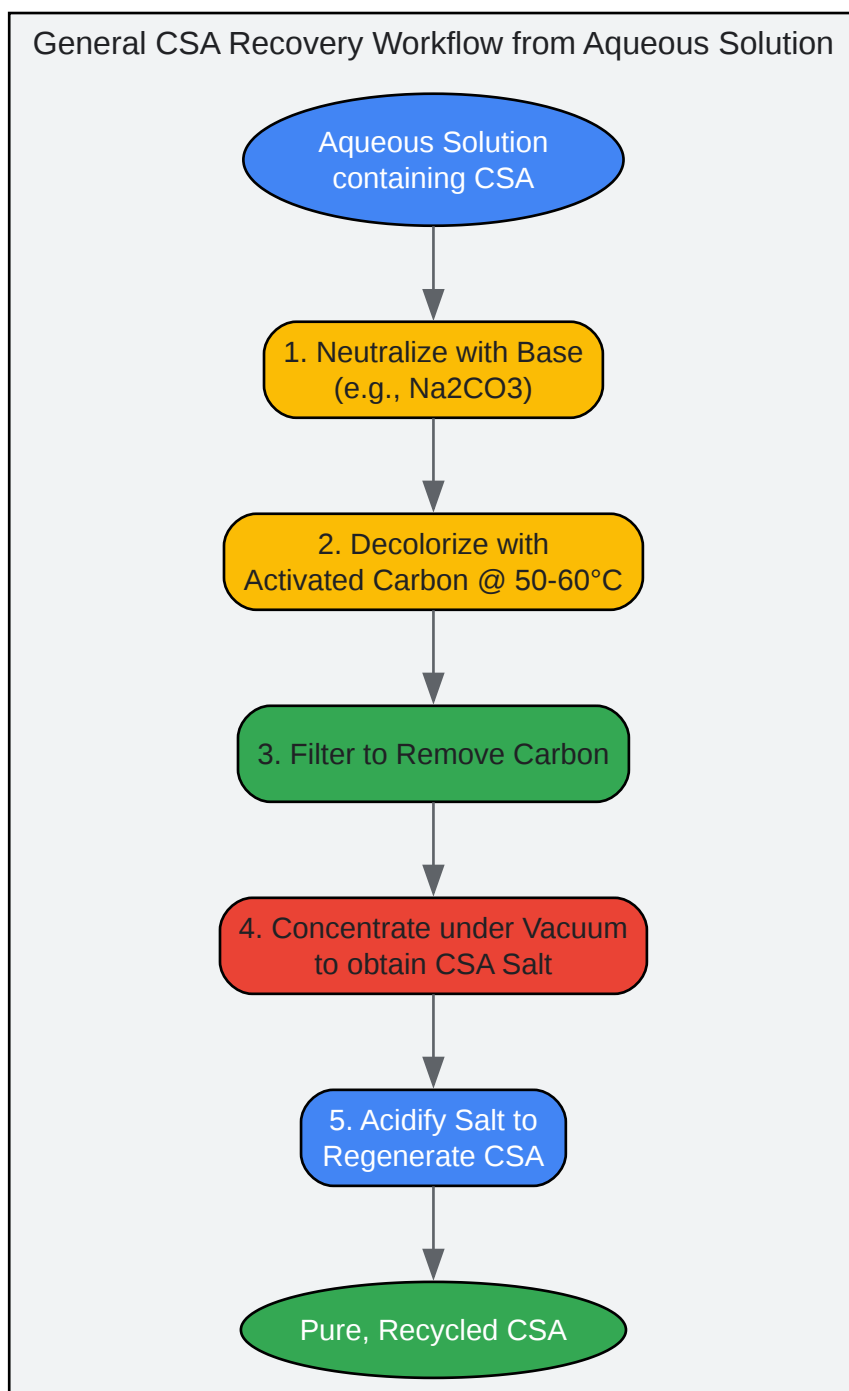 General CSA Recovery Workflow from Aqueous Solution
Aqueous Solution
containing CSA
1. Neutralize with Base
(e.g., Na2CO3)
2. Decolorize with
Activated Carbon @ 50-60°C
3. Filter to Remove Carbon
4. Concentrate under Vacuum
to obtain CSA Salt
5. Acidify Salt to
Regenerate CSA
Pure, Recycled CSA